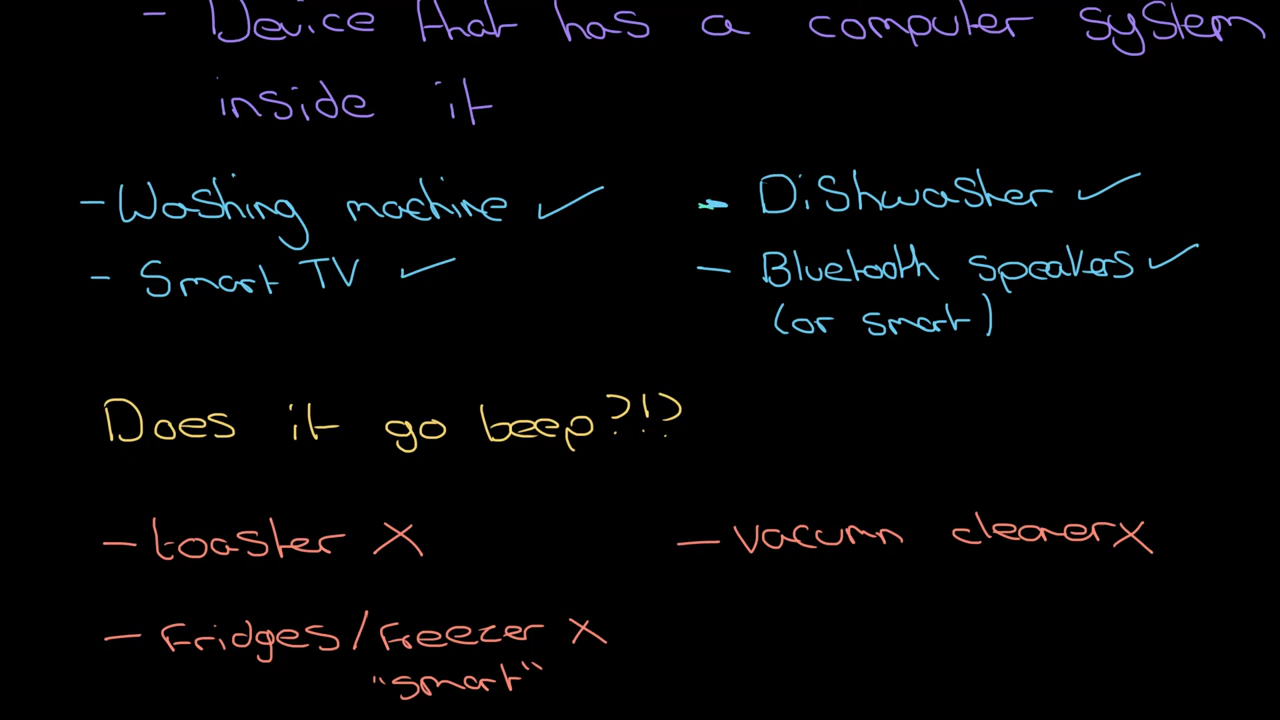 - Device that has a computer system
inside it
- Washing machine ✓
- Smart TV ✓
- Dishwasher ✓
- Bluetooth speakers ✓
(or smart)
Does it go beep?!?
- toaster X
- vacumn cleaner X
- Fridges/Freezer X
"smart"